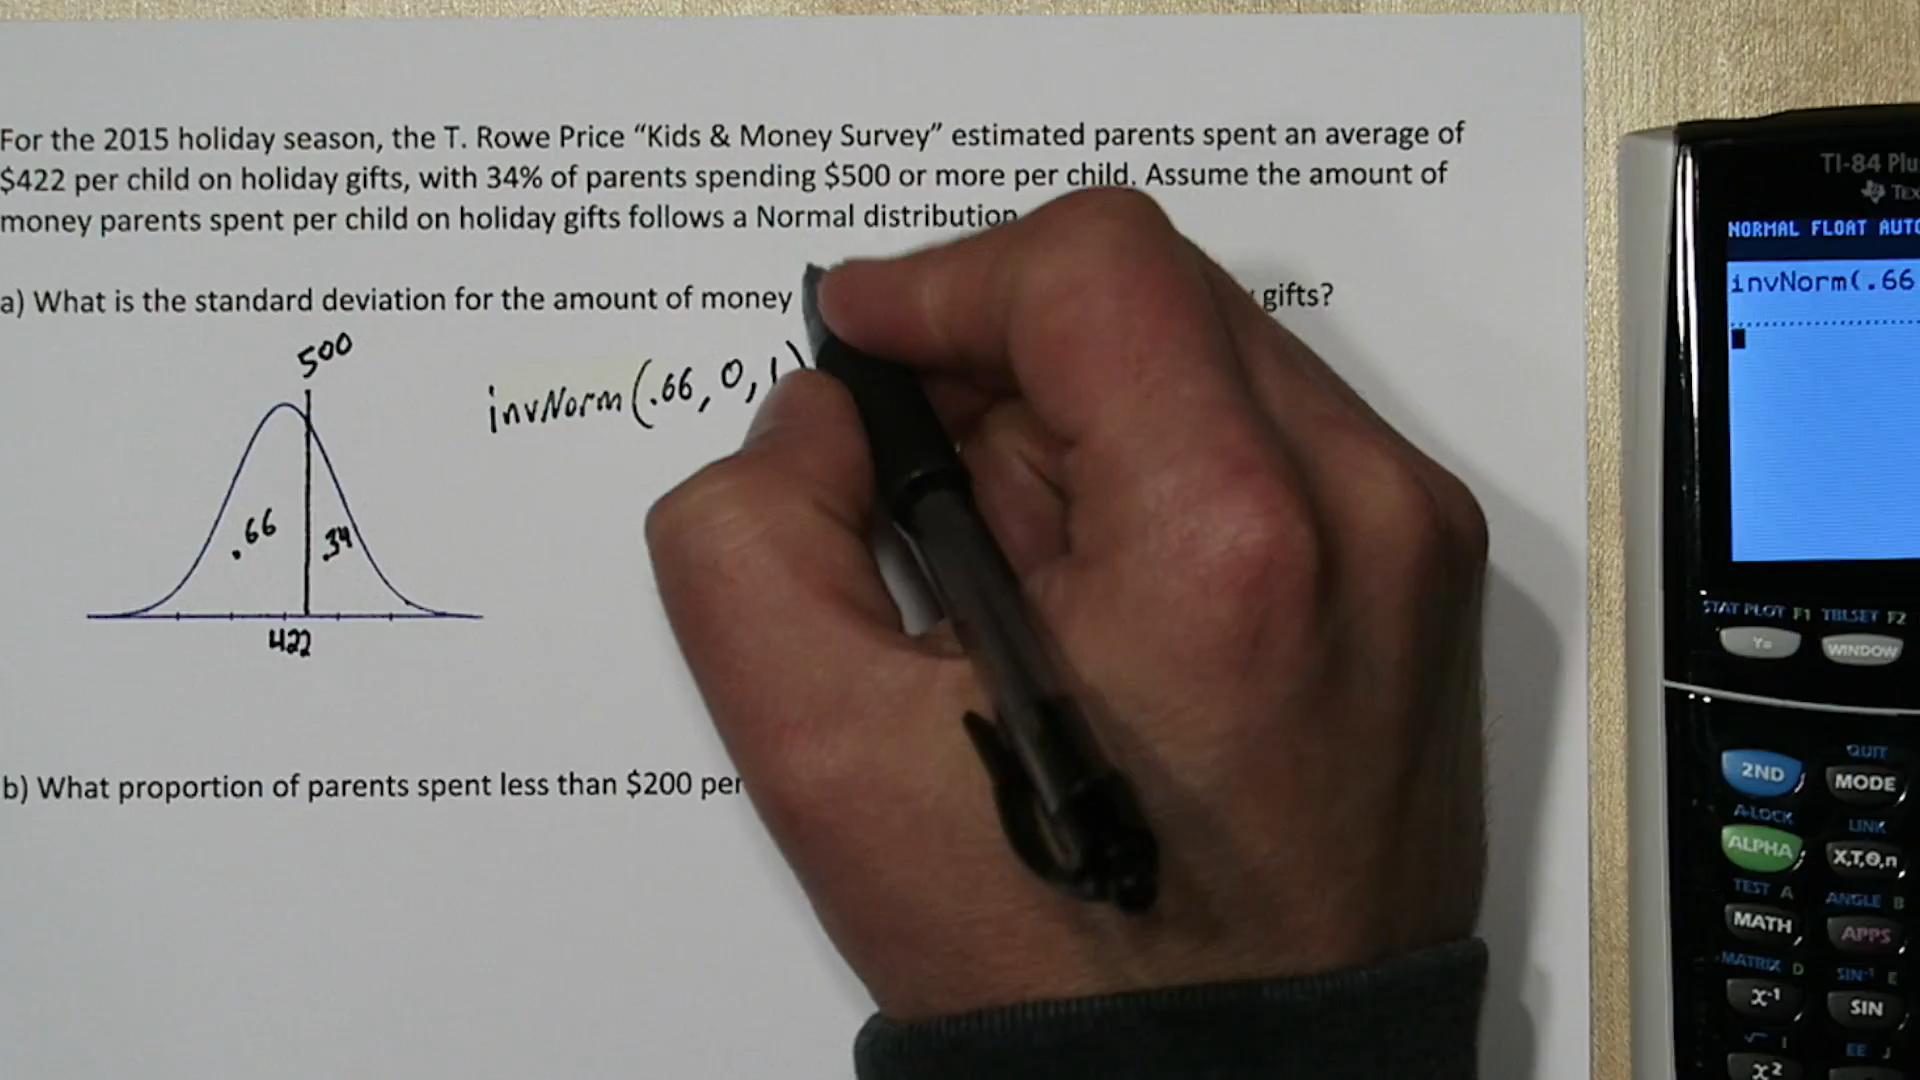 For the 2015 holiday season, the T. Rowe Price “Kids & Money Survey” estimated parents spent an average of
$422 per child on holiday gifts, with 34% of parents spending $500 or more per child. Assume the amount of
money parents spent per child on holiday gifts follows a Normal distribution
a) What is the standard deviation for the amount of money gifts?
500
invNorm(.66, 0, 1)
.66 .34
422
b) What proportion of parents spent less than $200 per
TI-84 Plu
NORMAL FLOAT AUTO
invNorm(.66
STAT PLOT F1 TBLSET F2
Y= WINDOW
QUIT
2ND MODE
A-LOCK LINK
ALPHA X,T,Θ,n
TEST A ANGLE B
MATH APPS
MATRIX D SIN-1 E
x-1 SIN
√ I EE J
x2